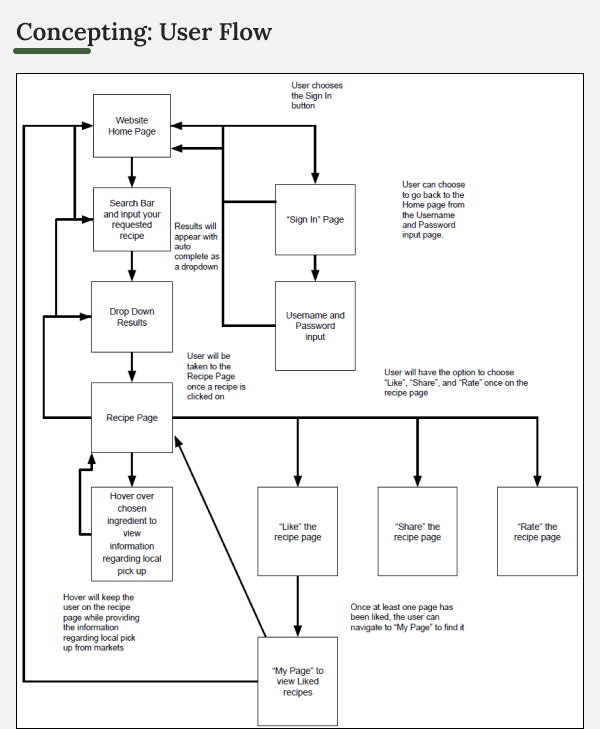 Concepting: User Flow
User chooses
the Sign In
button
Website
Home Page
User can choose
to go back to the
Home page from
the Username
and Password
input page.
Search Bar
and input your
requested
recipe
"Sign In" Page
Results will
appear with
auto
complete as
a dropdown
Drop Down
Results
Username and
Password
input
User will be
taken to the
Recipe Page
once a recipe is
clicked on
User will have the option to choose
"Like", "Share", and "Rate" once on the
recipe page
Recipe Page
Hover over
chosen
ingredient to
view
information
regarding local
pick up
"Like" the
recipe page
"Share" the
recipe page
"Rate" the
recipe page
Hover will keep the
user on the recipe
page while providing
the information
regarding local pick
up from markets
Once at least one page has
been liked, the user can
navigate to "My Page" to find it
"My Page" to
view Liked
recipes